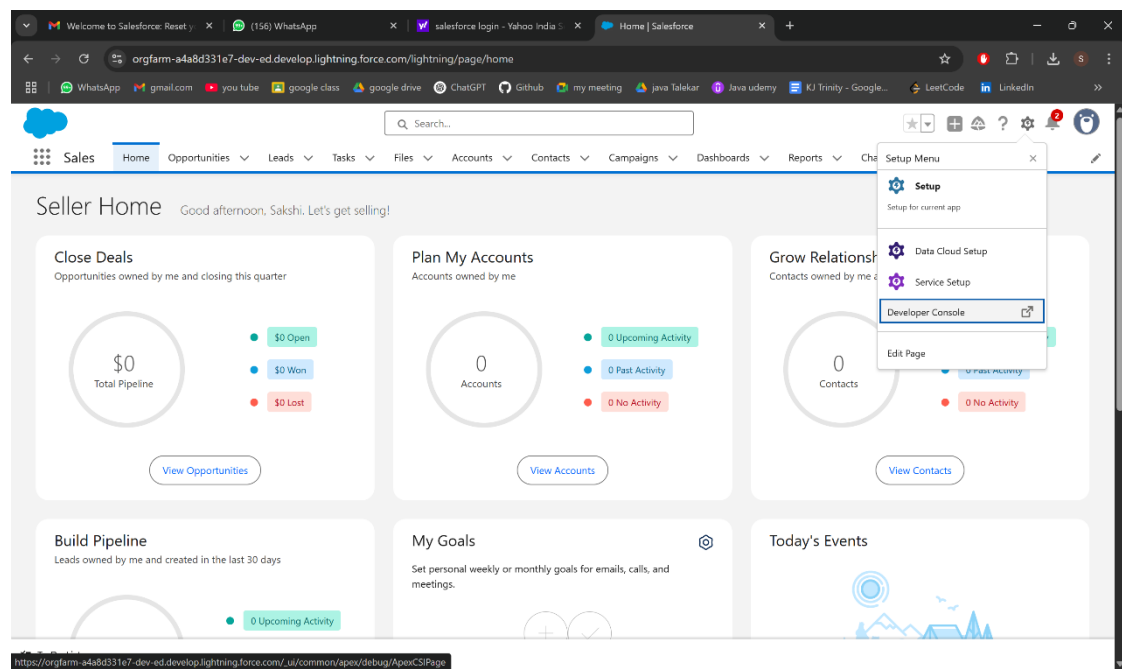 Welcome to Salesforce: Reset y
(156) WhatsApp
salesforce login - Yahoo India S
Home | Salesforce
orgfarm-a4a8d331e7-dev-ed.develop.lightning.force.com/lightning/page/home
S
WhatsApp
gmail.com
you tube
google class
google drive
ChatGPT
Github
my meeting
java Talekar
Java udemy
KJ Trinity - Google...
LeetCode
LinkedIn
Search...
2
Sales
Home
Opportunities
Leads
Tasks
Files
Accounts
Contacts
Campaigns
Dashboards
Reports
Cha
Setup Menu
Setup
Setup for current app
Data Cloud Setup
Service Setup
Developer Console
Edit Page
Seller Home
Good afternoon, Sakshi. Let's get selling!
Close Deals
Opportunities owned by me and closing this quarter
$0
Total Pipeline
$0 Open
$0 Won
$0 Lost
View Opportunities
Plan My Accounts
Accounts owned by me
0
Accounts
0 Upcoming Activity
0 Past Activity
0 No Activity
View Accounts
Grow Relationsh
Contacts owned by me a
0
Contacts
0 Past Activity
0 No Activity
View Contacts
Build Pipeline
Leads owned by me and created in the last 30 days
0 Upcoming Activity
My Goals
Set personal weekly or monthly goals for emails, calls, and
meetings.
Today's Events
https://orgfarm-a4a8d331e7-dev-ed.develop.lightning.force.com/_ui/common/apex/debug/ApexCSIPage